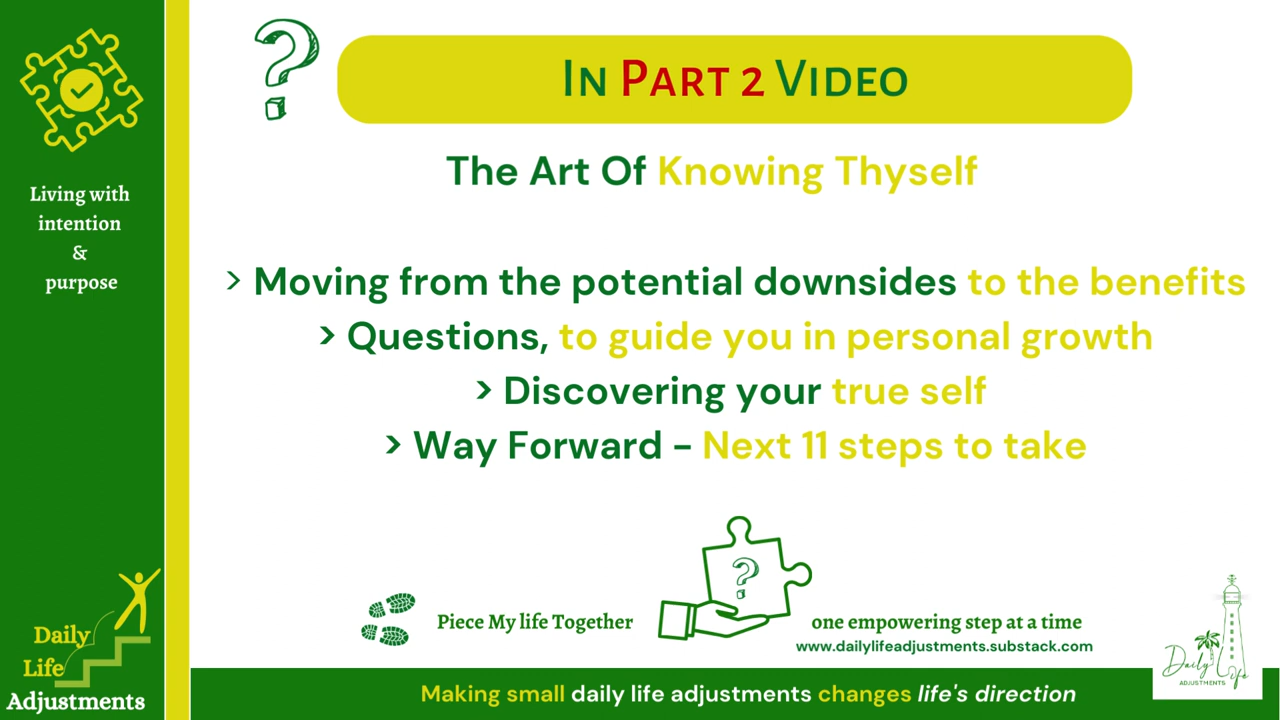 Living with
intention
&
purpose
Daily
Life
Adjustments
?
In Part 2 Video
The Art Of Knowing Thyself
> Moving from the potential downsides to the benefits
> Questions, to guide you in personal growth
> Discovering your true self
> Way Forward - Next 11 steps to take
?
Piece My life Together
one empowering step at a time
www.dailylifeadjustments.substack.com
Making small daily life adjustments changes life's direction
Daily Life
ADJUSTMENTS